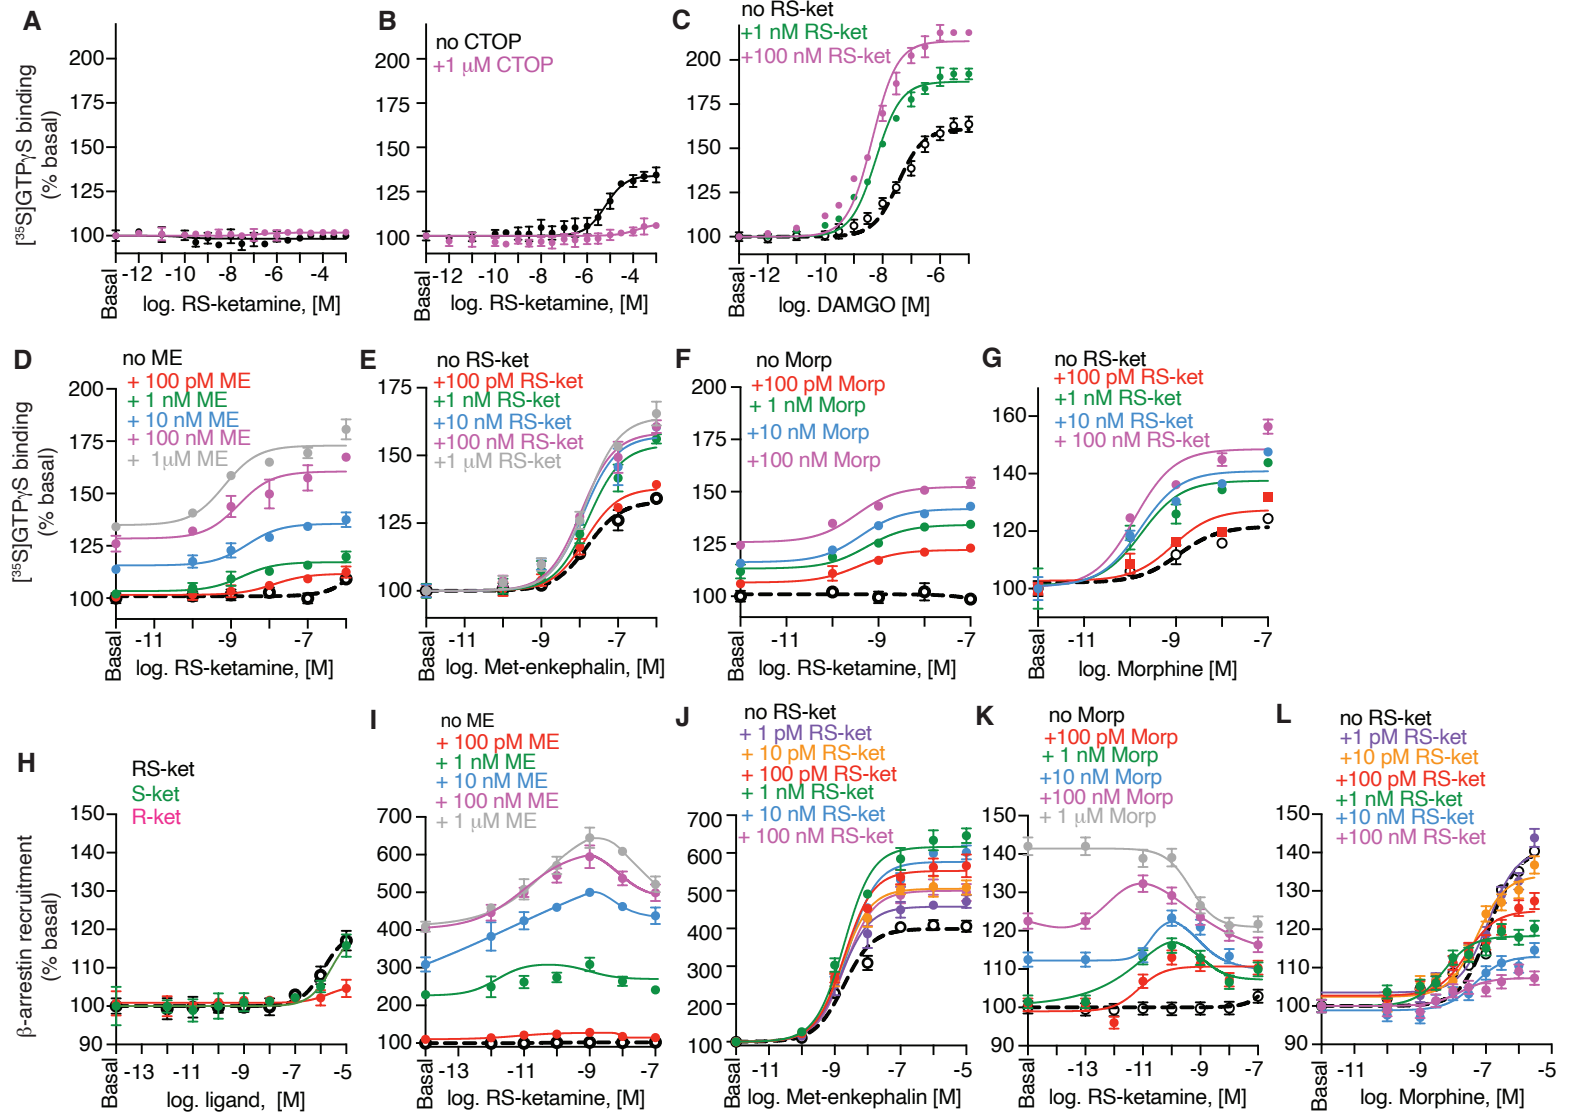 A
[³⁵S]GTPγS binding
(% basal)
200
175
150
125
100
Basal
-12
-10
-8
-6
-4
log. RS-ketamine, [M]
B
no CTOP
+1 μM CTOP
200
175
150
125
100
Basal
-12
-10
-8
-6
-4
log. RS-ketamine, [M]
C
no RS-ket
+1 nM RS-ket
+100 nM RS-ket
200
175
150
125
100
Basal
-12
-10
-8
-6
log. DAMGO [M]
D
no ME
+ 100 pM ME
+ 1 nM ME
+ 10 nM ME
+ 100 nM ME
+ 1μM ME
[³⁵S]GTPγS binding
(% basal)
200
175
150
125
100
Basal
-11
-9
-7
log. RS-ketamine, [M]
E
no RS-ket
+100 pM RS-ket
+1 nM RS-ket
+10 nM RS-ket
+100 nM RS-ket
+1 μM RS-ket
175
150
125
100
Basal
-11
-9
-7
log. Met-enkephalin, [M]
F
no Morp
+100 pM Morp
+ 1 nM Morp
+10 nM Morp
+100 nM Morp
200
175
150
125
100
Basal
-11
-9
-7
log. RS-ketamine, [M]
G
no RS-ket
+100 pM RS-ket
+1 nM RS-ket
+10 nM RS-ket
+ 100 nM RS-ket
160
140
120
100
Basal
-11
-9
-7
log. Morphine [M]
H
RS-ket
S-ket
R-ket
β-arrestin recruitment
(% basal)
150
140
130
120
110
100
90
Basal
-13
-11
-9
-7
-5
log. ligand, [M]
I
no ME
+ 100 pM ME
+ 1 nM ME
+ 10 nM ME
+ 100 nM ME
+ 1 μM ME
700
600
500
400
300
200
100
Basal
-13
-11
-9
-7
log. RS-ketamine, [M]
J
no RS-ket
+ 1 pM RS-ket
+ 10 pM RS-ket
+ 100 pM RS-ket
+ 1 nM RS-ket
+ 10 nM RS-ket
+ 100 nM RS-ket
700
600
500
400
300
200
100
Basal
-11
-9
-7
-5
log. Met-enkephalin [M]
K
no Morp
+100 pM Morp
+ 1 nM Morp
+10 nM Morp
+100 nM Morp
+ 1 μM Morp
150
140
130
120
110
100
90
Basal
-13
-11
-9
-7
log. RS-ketamine, [M]
L
no RS-ket
+1 pM RS-ket
+10 pM RS-ket
+100 pM RS-ket
+1 nM RS-ket
+10 nM RS-ket
+100 nM RS-ket
150
140
130
120
110
100
90
Basal
-11
-9
-7
-5
log. Morphine, [M]